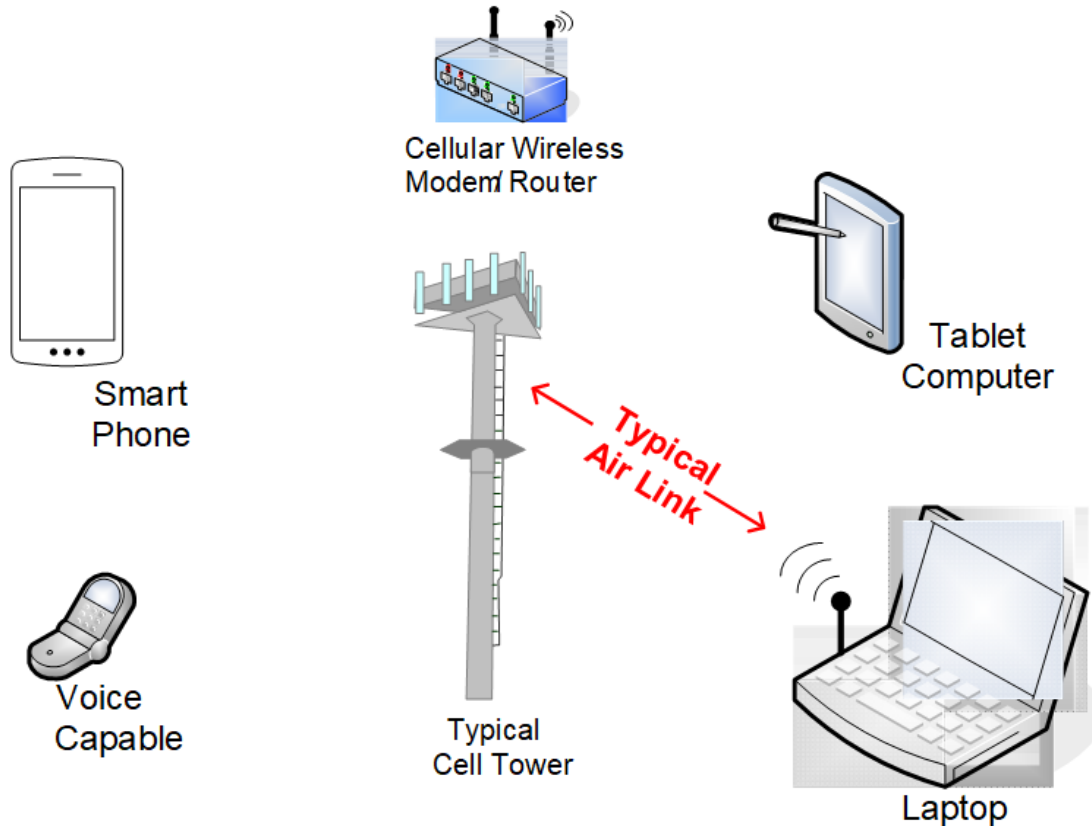 Cellular Wireless
Modem/ Router
Smart
Phone
Tablet
Computer
Typical
Air Link
Voice
Capable
Typical
Cell Tower
Laptop